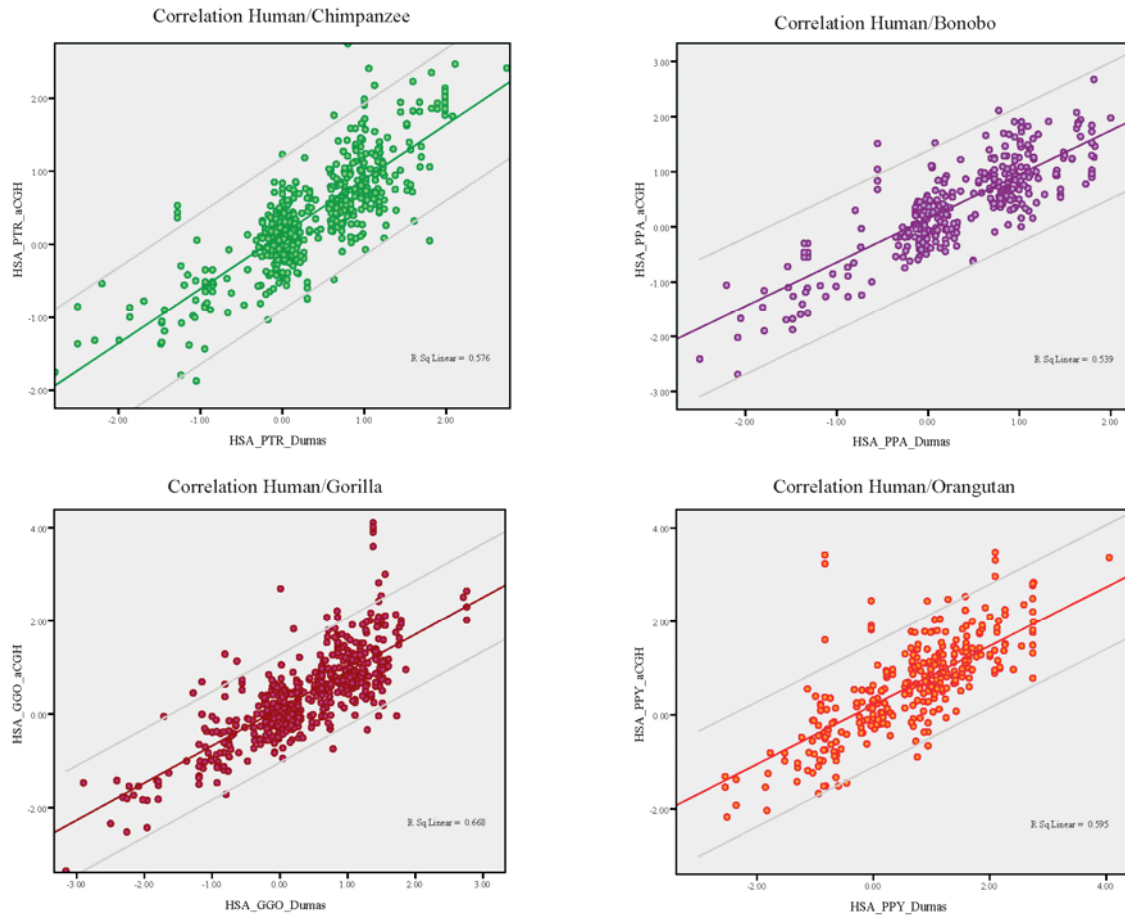 Correlation Human/Chimpanzee
HSA_PTR_aCGH
2.00
1.00
0.00
-1.00
-2.00
R Sq Linear = 0.576
-2.00 -1.00 0.00 1.00 2.00
HSA_PTR_Dumas
Correlation Human/Bonobo
HSA_PPA_aCGH
3.00
2.00
1.00
0.00
-1.00
-2.00
-3.00
R Sq Linear = 0.539
-2.00 -1.00 0.00 1.00 2.00
HSA_PPA_Dumas
Correlation Human/Gorilla
HSA_GGO_aCGH
4.00
2.00
0.00
-2.00
R Sq Linear = 0.668
-3.00 -2.00 -1.00 0.00 1.00 2.00 3.00
HSA_GGO_Dumas
Correlation Human/Orangutan
HSA_PPY_aCGH
4.00
2.00
0.00
-2.00
R Sq Linear = 0.595
-2.00 0.00 2.00 4.00
HSA_PPY_Dumas